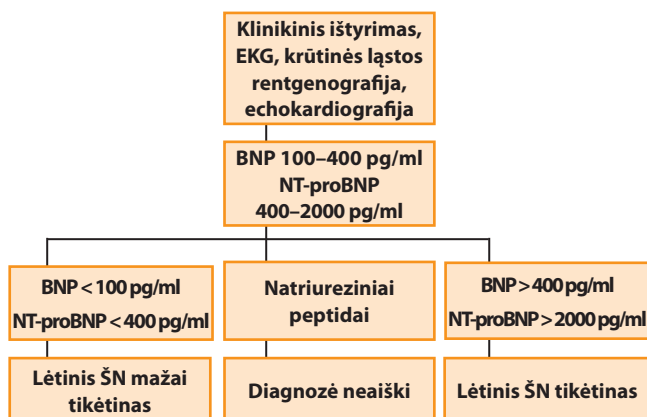 Klinikinis ištyrimas,
EKG, krūtinės ląstos
rentgenografija,
echokardiografija
BNP 100–400 pg/ml
NT-proBNP
400–2000 pg/ml
BNP < 100 pg/ml
NT-proBNP < 400 pg/ml
Natriureziniai
peptidai
BNP > 400 pg/ml
NT-proBNP > 2000 pg/ml
Lėtinis ŠN mažai
tikėtinas
Diagnozė neaiški
Lėtinis ŠN tikėtinas